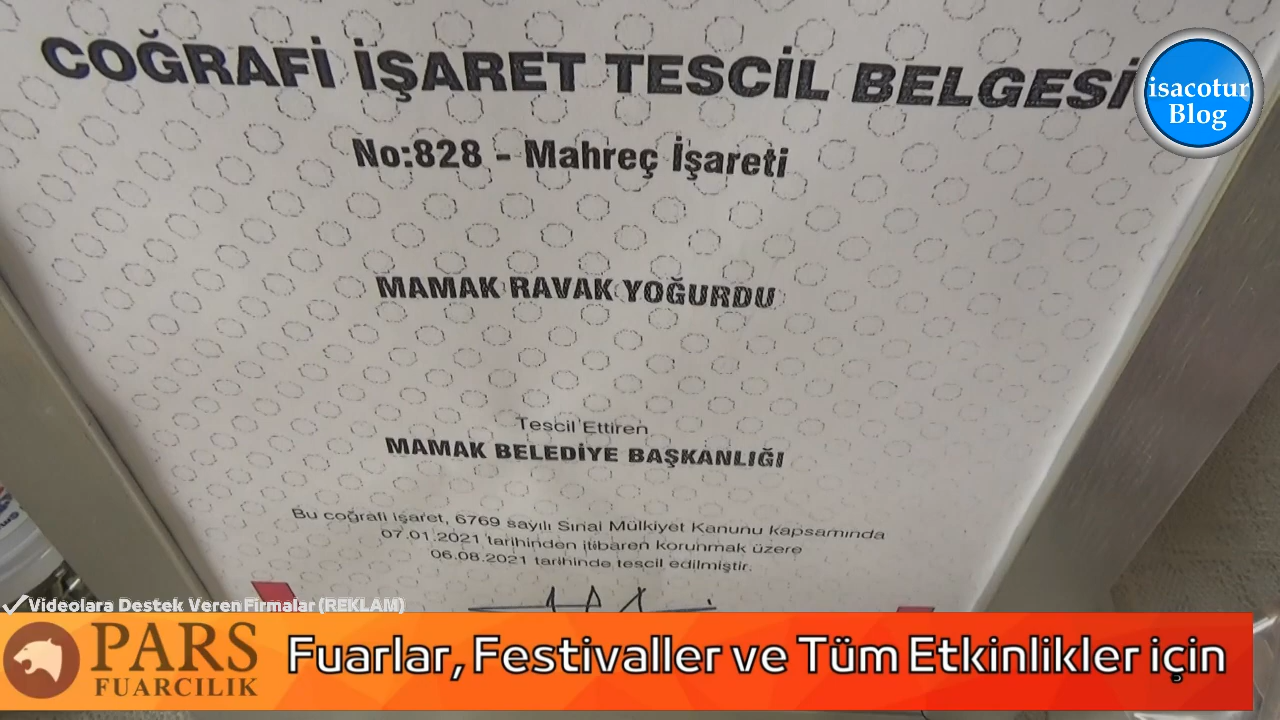 COĞRAFİ İŞARET TESCİL BELGESİ
isacotur
Blog
No:828 - Mahreç İşareti
MAMAK RAVAK YOĞURDU
Tescil Ettiren
MAMAK BELEDİYE BAŞKANLIĞI
Bu coğrafi işaret, 6769 sayılı Sınai Mülkiyet Kanunu kapsamında
07.01.2021 tarihinden itibaren korunmak üzere
06.08.2021 tarihinde tescil edilmiştir.
Videolara Destek Veren Firmalar (REKLAM)
PARS
FUARCILIK
Fuarlar, Festivaller ve Tüm Etkinlikler için